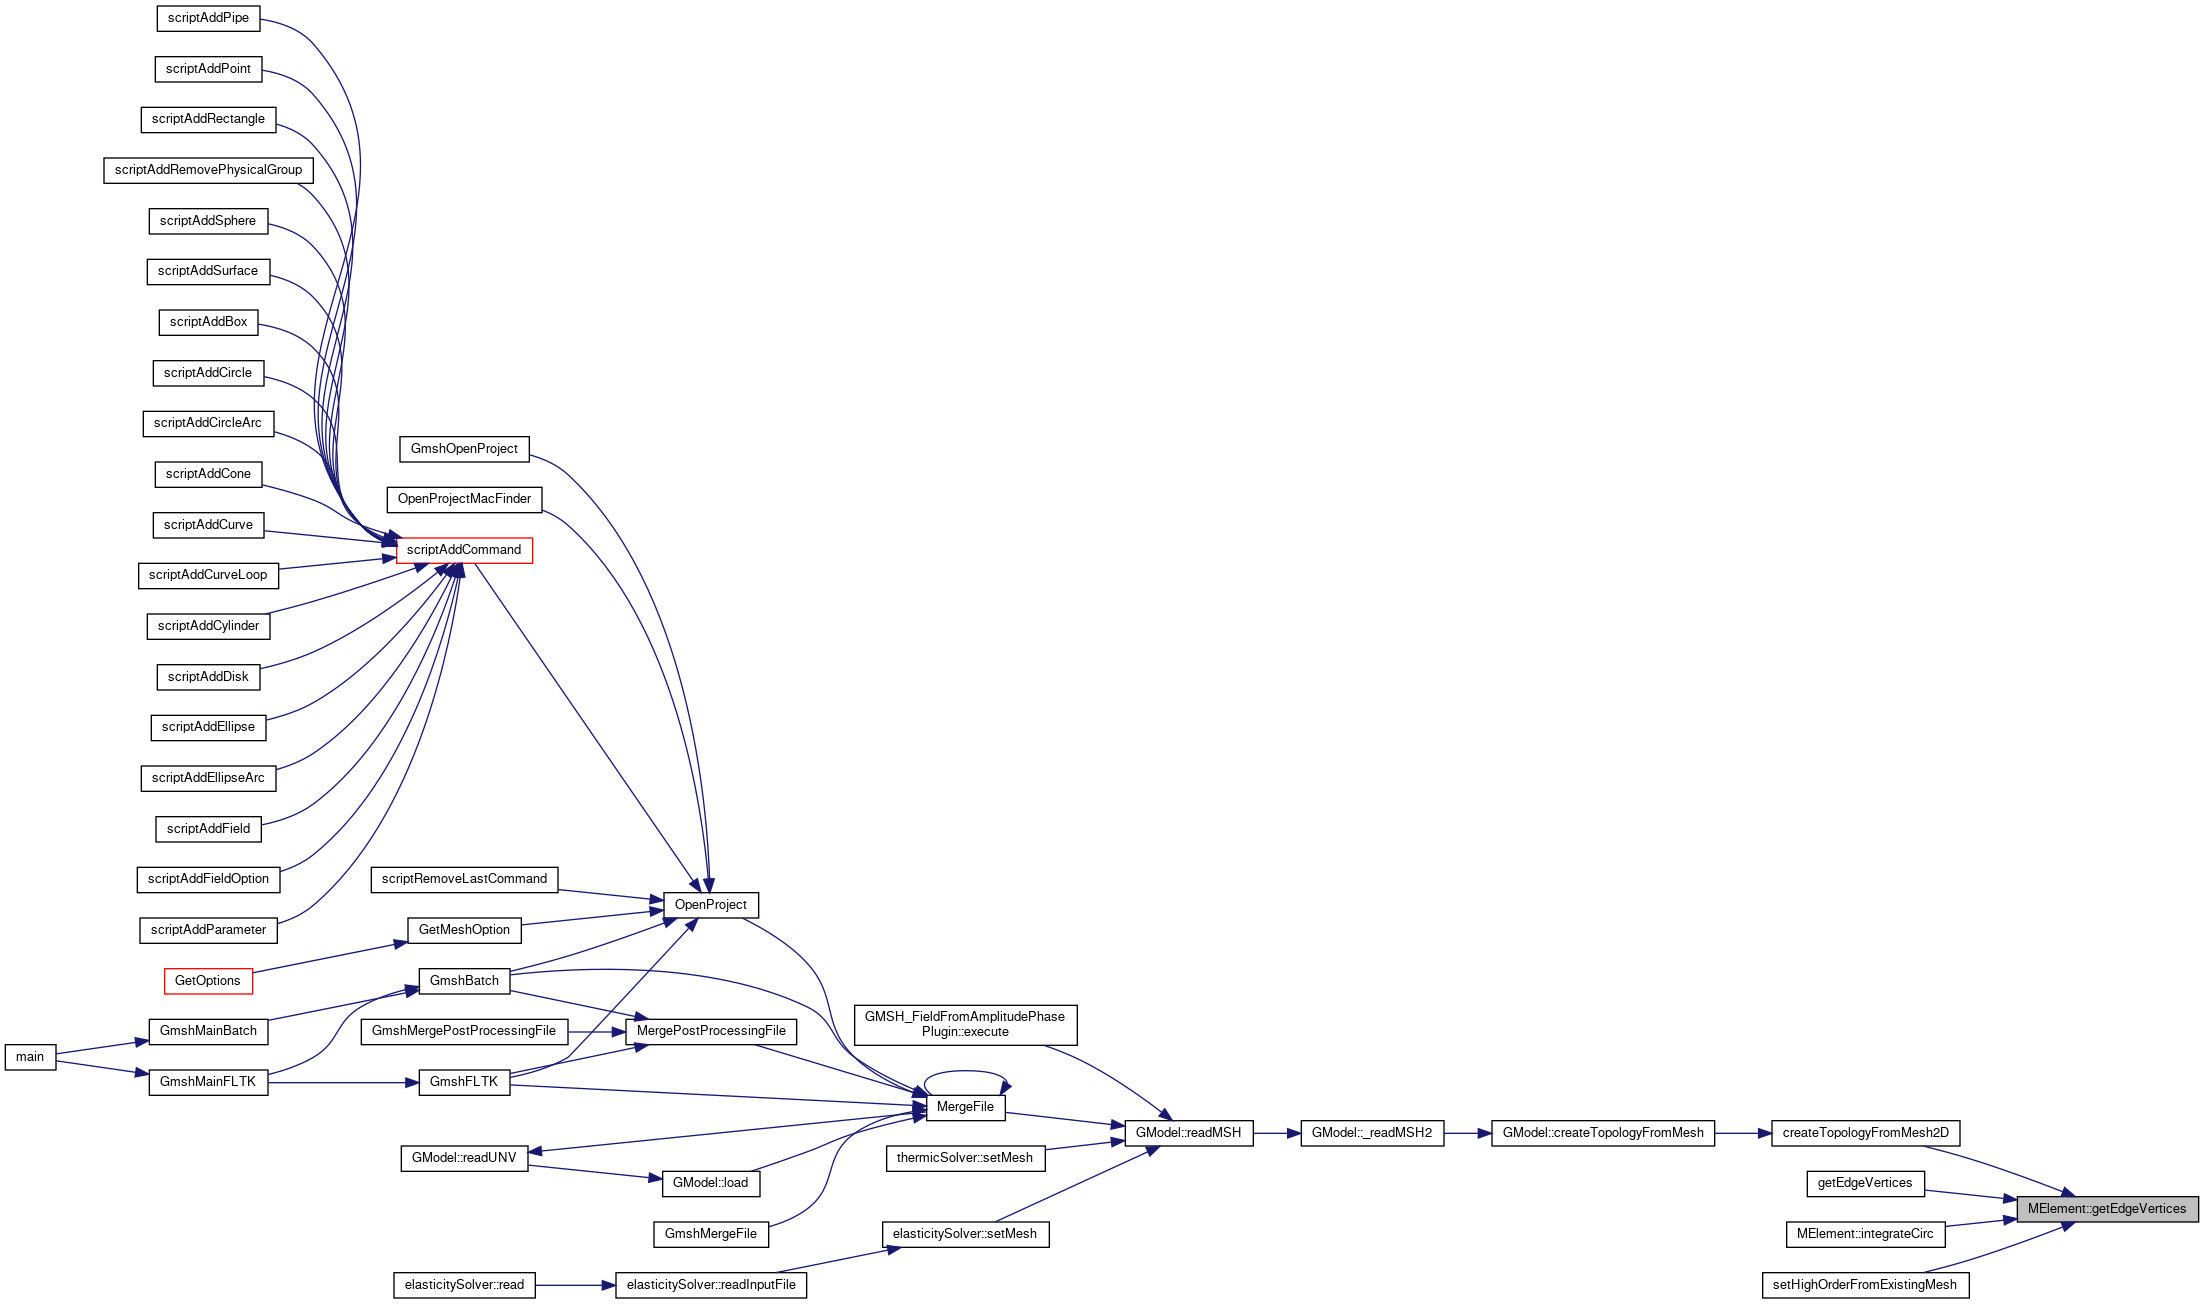 scriptAddPipe
scriptAddPoint
scriptAddRectangle
scriptAddRemovePhysicalGroup
scriptAddSphere
scriptAddSurface
scriptAddBox
scriptAddCircle
scriptAddCircleArc
GmshOpenProject
scriptAddCone
OpenProjectMacFinder
scriptAddCurve
scriptAddCommand
scriptAddCurveLoop
scriptAddCylinder
scriptAddDisk
scriptAddEllipse
scriptAddEllipseArc
scriptAddField
scriptAddFieldOption
scriptRemoveLastCommand
OpenProject
scriptAddParameter
GetMeshOption
GetOptions
GmshBatch
GMSH_FieldFromAmplitudePhase
Plugin::execute
GmshMainBatch
GmshMergePostProcessingFile
MergePostProcessingFile
main
GmshMainFLTK
GmshFLTK
MergeFile
GModel::readMSH
GModel::_readMSH2
GModel::createTopologyFromMesh
createTopologyFromMesh2D
GModel::readUNV
thermicSolver::setMesh
GModel::load
getEdgeVertices
MElement::getEdgeVertices
GmshMergeFile
elasticitySolver::setMesh
MElement::integrateCirc
elasticitySolver::read
elasticitySolver::readInputFile
setHighOrderFromExistingMesh